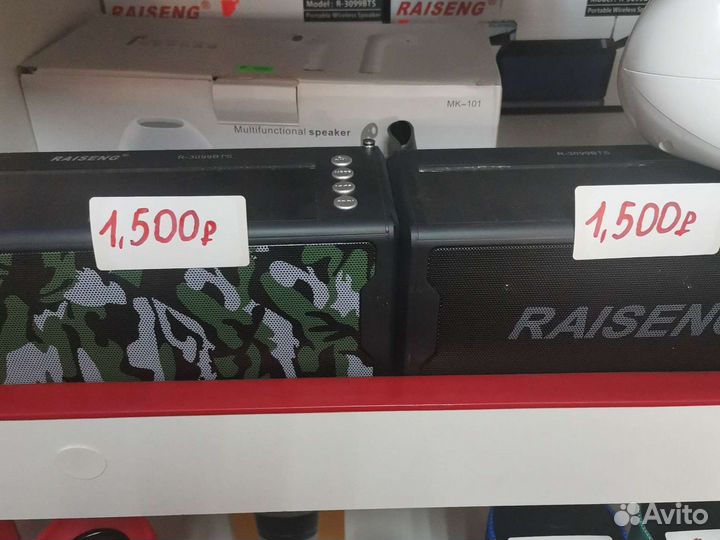 RAISENG
Model: R-3099BTS
Portable Wireless Speaker
RAISENG
MK-101
Multifunctional speaker
RAISENG
R-3099BTS
R-3099BTS
1,500₽
1,500₽
RAISENG
Avito